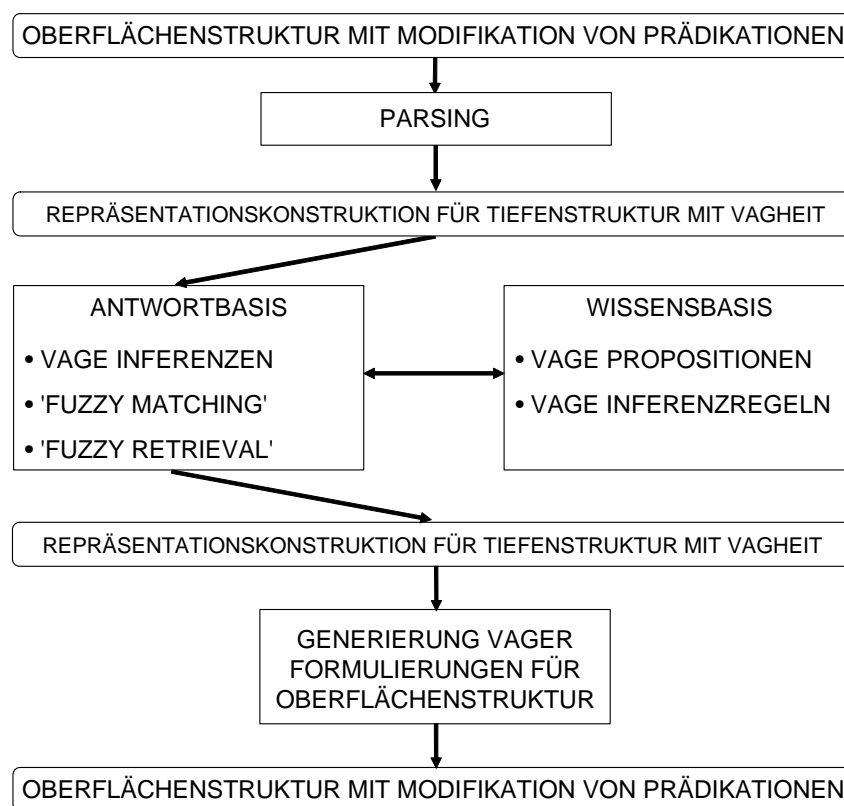 OBERFLÄCHENSTRUKTUR MIT MODIFIKATION VON PRÄDIKATIONEN
PARSING
REPRÄSENTATIONSKONSTRUKTION FÜR TIEFENSTRUKTUR MIT VAGHEIT
ANTWORTBASIS
• VAGE INFERENZEN
• 'FUZZY MATCHING'
• 'FUZZY RETRIEVAL'
WISSENSBASIS
• VAGE PROPOSITIONEN
• VAGE INFERENZREGELN
REPRÄSENTATIONSKONSTRUKTION FÜR TIEFENSTRUKTUR MIT VAGHEIT
GENERIERUNG VAGER
FORMULIERUNGEN FÜR
OBERFLÄCHENSTRUKTUR
OBERFLÄCHENSTRUKTUR MIT MODIFIKATION VON PRÄDIKATIONEN